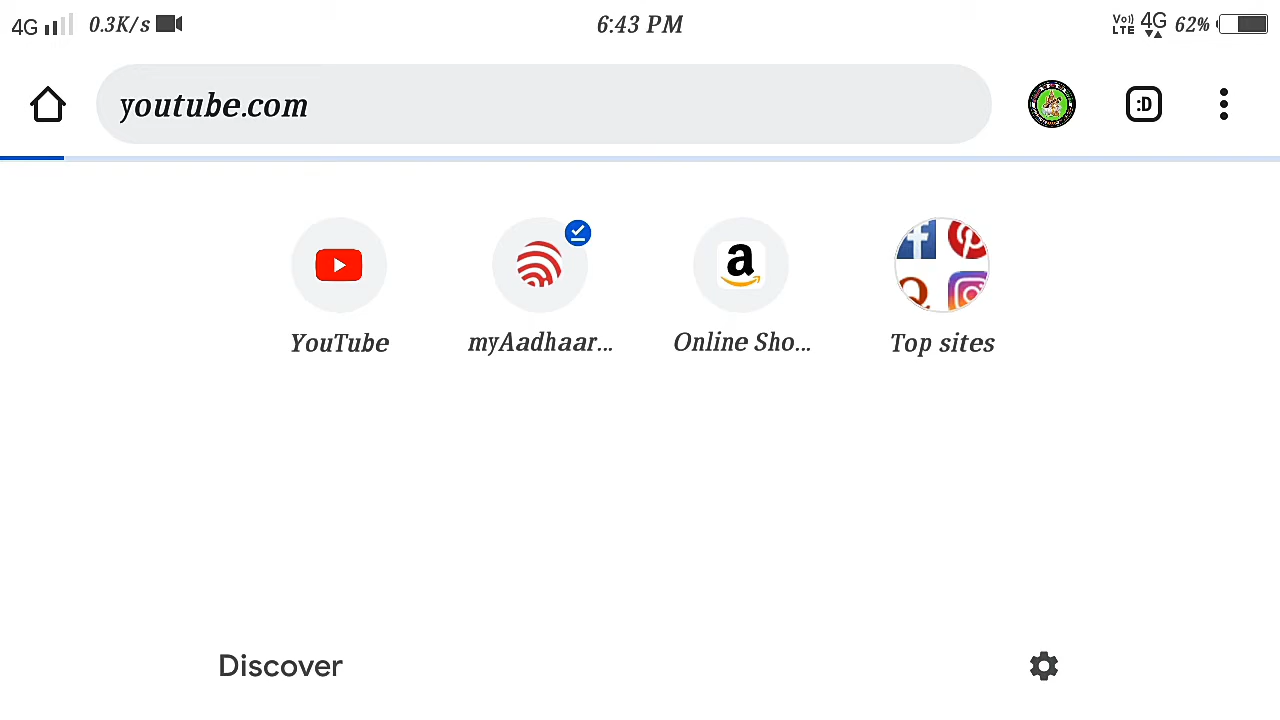 4G 0.3K/s 6:43 PM Vo)) LTE 4G 62%
youtube.com :D
YouTube myAadhaar... Online Sho... Top sites
Discover